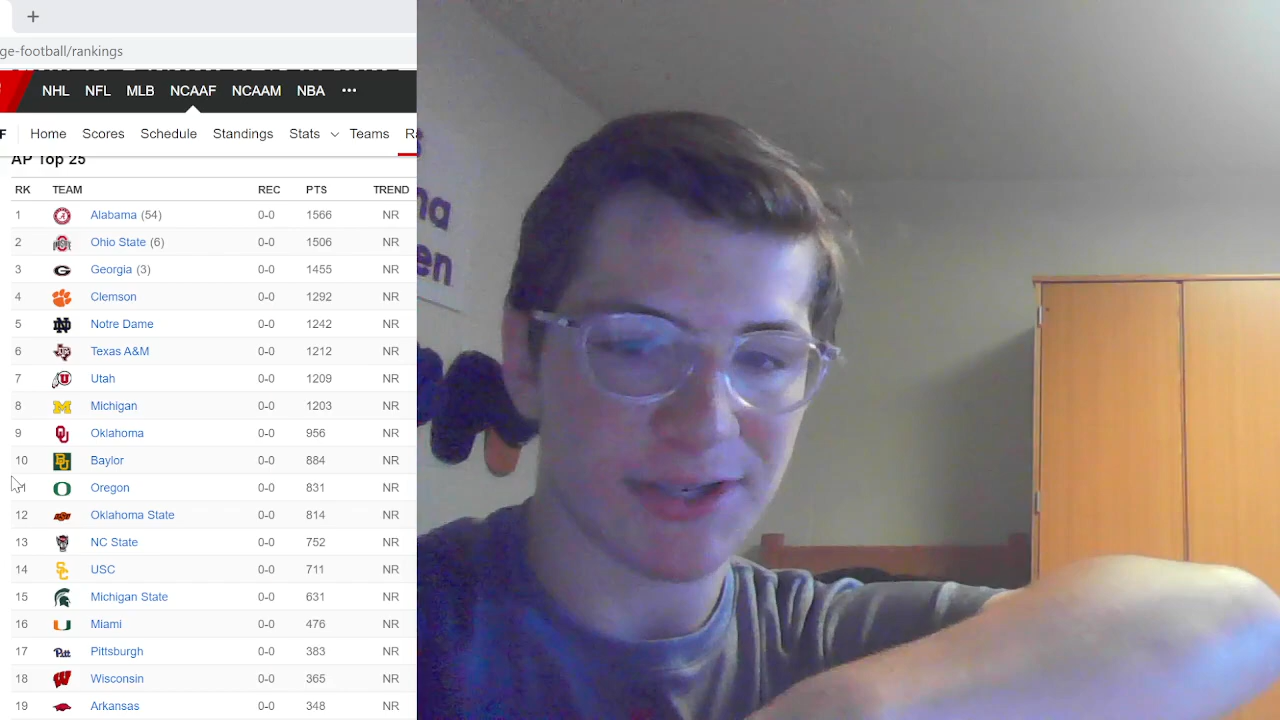 ge-football/rankings
NHL NFL MLB NCAAF NCAAM NBA •••
F Home Scores Schedule Standings Stats Teams
AP Top 25
RK TEAM REC PTS TREND
1 Alabama (54) 0-0 1566 NR
2 Ohio State (6) 0-0 1506 NR
3 Georgia (3) 0-0 1455 NR
4 Clemson 0-0 1292 NR
5 Notre Dame 0-0 1242 NR
6 Texas A&M 0-0 1212 NR
7 Utah 0-0 1209 NR
8 Michigan 0-0 1203 NR
9 Oklahoma 0-0 956 NR
10 Baylor 0-0 884 NR
Oregon 0-0 831 NR
12 Oklahoma State 0-0 814 NR
13 NC State 0-0 752 NR
14 USC 0-0 711 NR
15 Michigan State 0-0 631 NR
16 Miami 0-0 476 NR
17 Pittsburgh 0-0 383 NR
18 Wisconsin 0-0 365 NR
19 Arkansas 0-0 348 NR